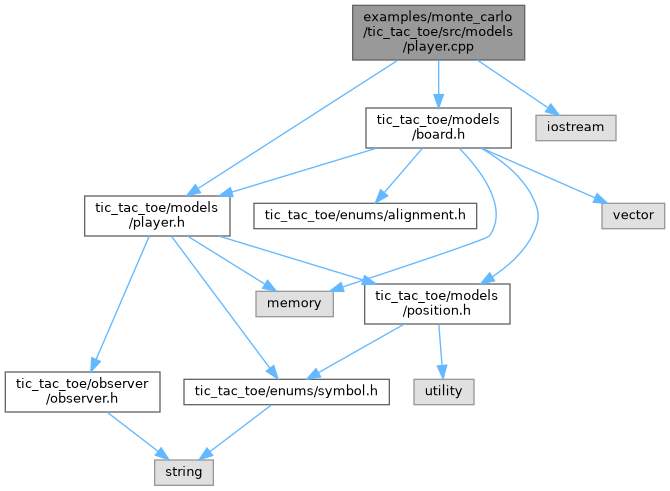 examples/monte_carlo
/tic_tac_toe/src/models
/player.cpp
tic_tac_toe/models
/board.h
iostream
tic_tac_toe/models
/player.h
tic_tac_toe/enums/alignment.h
vector
memory
tic_tac_toe/models
/position.h
tic_tac_toe/observer
/observer.h
tic_tac_toe/enums/symbol.h
utility
string